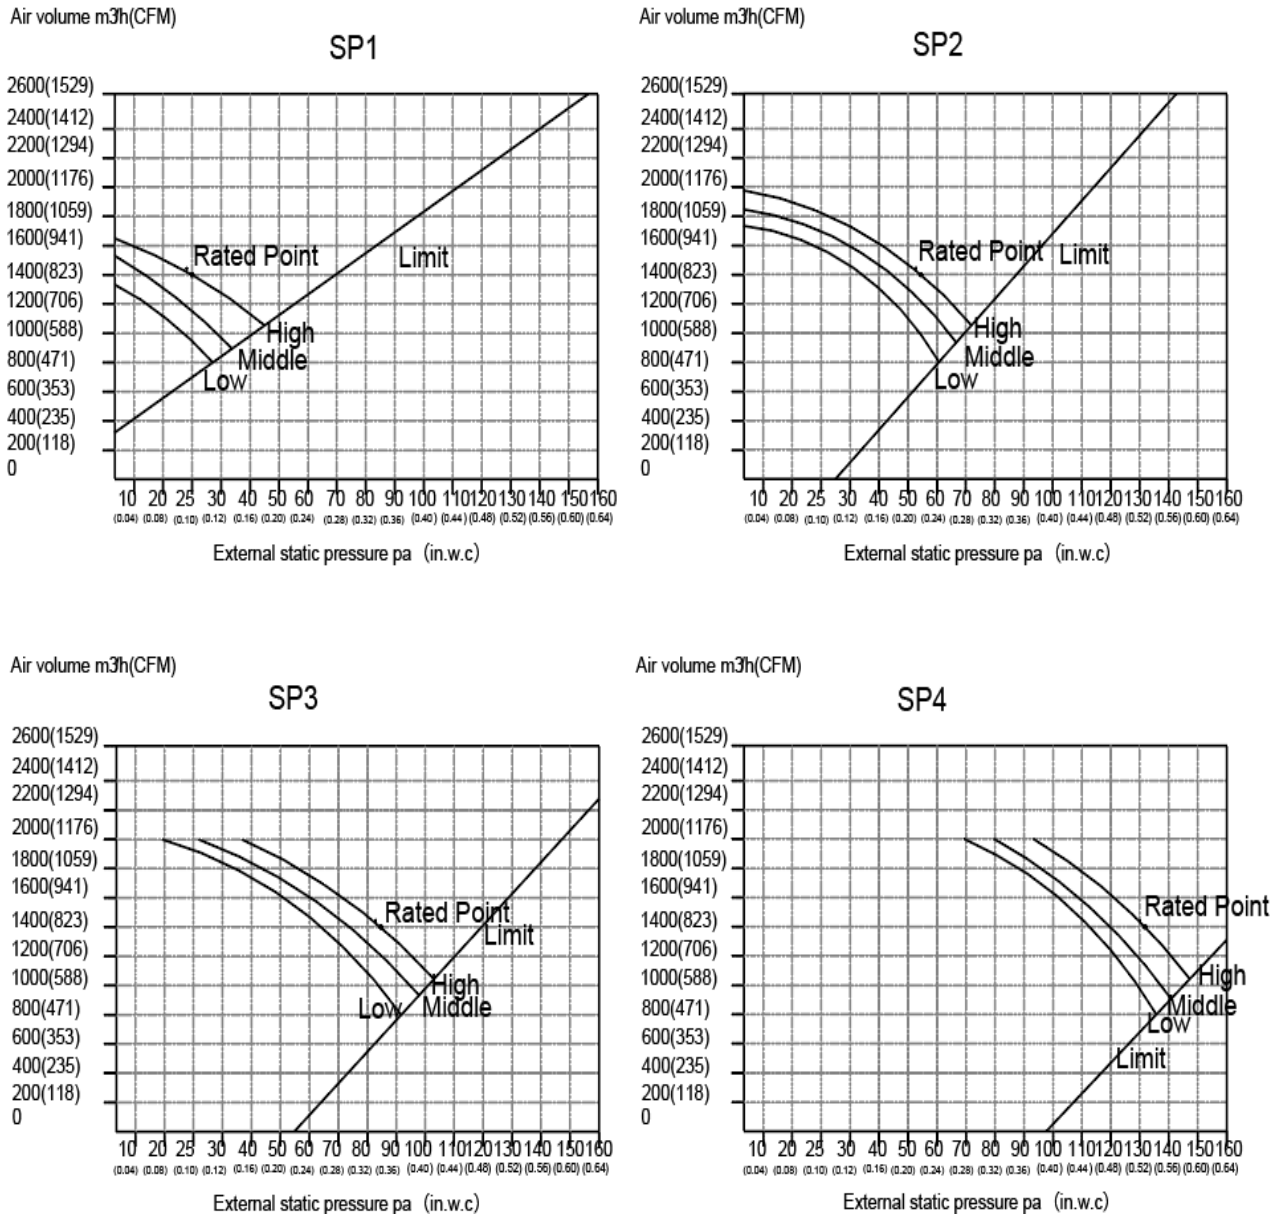 Air volume m3/h(CFM)
SP1
2600(1529)
2400(1412)
2200(1294)
2000(1176)
1800(1059)
1600(941)
1400(823)
1200(706)
1000(588)
800(471)
600(353)
400(235)
200(118)
0
Rated Point
Limit
High
Middle
Low
10 20 25 30 40 50 60 70 80 90 100 110 120 130 140 150 160
(0.04) (0.08) (0.10) (0.12) (0.16) (0.20) (0.24) (0.28) (0.32) (0.36) (0.40) (0.44) (0.48) (0.52) (0.56) (0.60) (0.64)
External static pressure pa (in.w.c)
Air volume m3/h(CFM)
SP2
2600(1529)
2400(1412)
2200(1294)
2000(1176)
1800(1059)
1600(941)
1400(823)
1200(706)
1000(588)
800(471)
600(353)
400(235)
200(118)
0
Rated Point
Limit
High
Middle
Low
10 20 25 30 40 50 60 70 80 90 100 110 120 130 140 150 160
(0.04) (0.08) (0.10) (0.12) (0.16) (0.20) (0.24) (0.28) (0.32) (0.36) (0.40) (0.44) (0.48) (0.52) (0.56) (0.60) (0.64)
External static pressure pa (in.w.c)
Air volume m3/h(CFM)
SP3
2600(1529)
2400(1412)
2200(1294)
2000(1176)
1800(1059)
1600(941)
1400(823)
1200(706)
1000(588)
800(471)
600(353)
400(235)
200(118)
0
Rated Point
Limit
High
Middle
Low
10 20 25 30 40 50 60 70 80 90 100 110 120 130 140 150 160
(0.04) (0.08) (0.10) (0.12) (0.16) (0.20) (0.24) (0.28) (0.32) (0.36) (0.40) (0.44) (0.48) (0.52) (0.56) (0.60) (0.64)
External static pressure pa (in.w.c)
Air volume m3/h(CFM)
SP4
2600(1529)
2400(1412)
2200(1294)
2000(1176)
1800(1059)
1600(941)
1400(823)
1200(706)
1000(588)
800(471)
600(353)
400(235)
200(118)
0
Rated Point
High
Middle
Low
Limit
10 20 25 30 40 50 60 70 80 90 100 110 120 130 140 150 160
(0.04) (0.08) (0.10) (0.12) (0.16) (0.20) (0.24) (0.28) (0.32) (0.36) (0.40) (0.44) (0.48) (0.52) (0.56) (0.60) (0.64)
External static pressure pa (in.w.c)